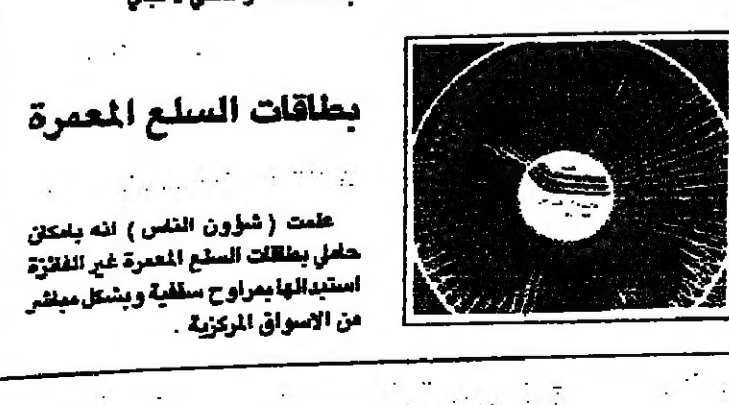 بطاقات السلع المعمرة
علمت ( شؤون الناس ) انه بامكان
حاملي بطاقات السلع المعمرة غير الفائزة
استبدالها بمراوح سقفية وبشكل مباشر
من الاسواق المركزية .